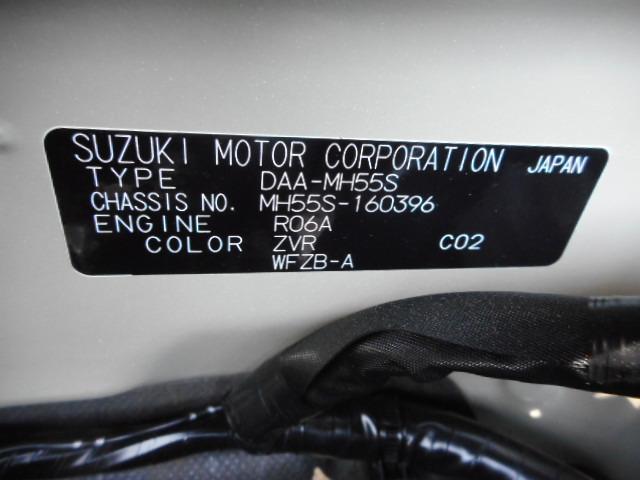 SUZUKI MOTOR CORPORATION JAPAN
TYPE DAA-MH55S
CHASSIS NO. MH55S-160396
ENGINE R06A
COLOR ZVR C02
WFZB-A